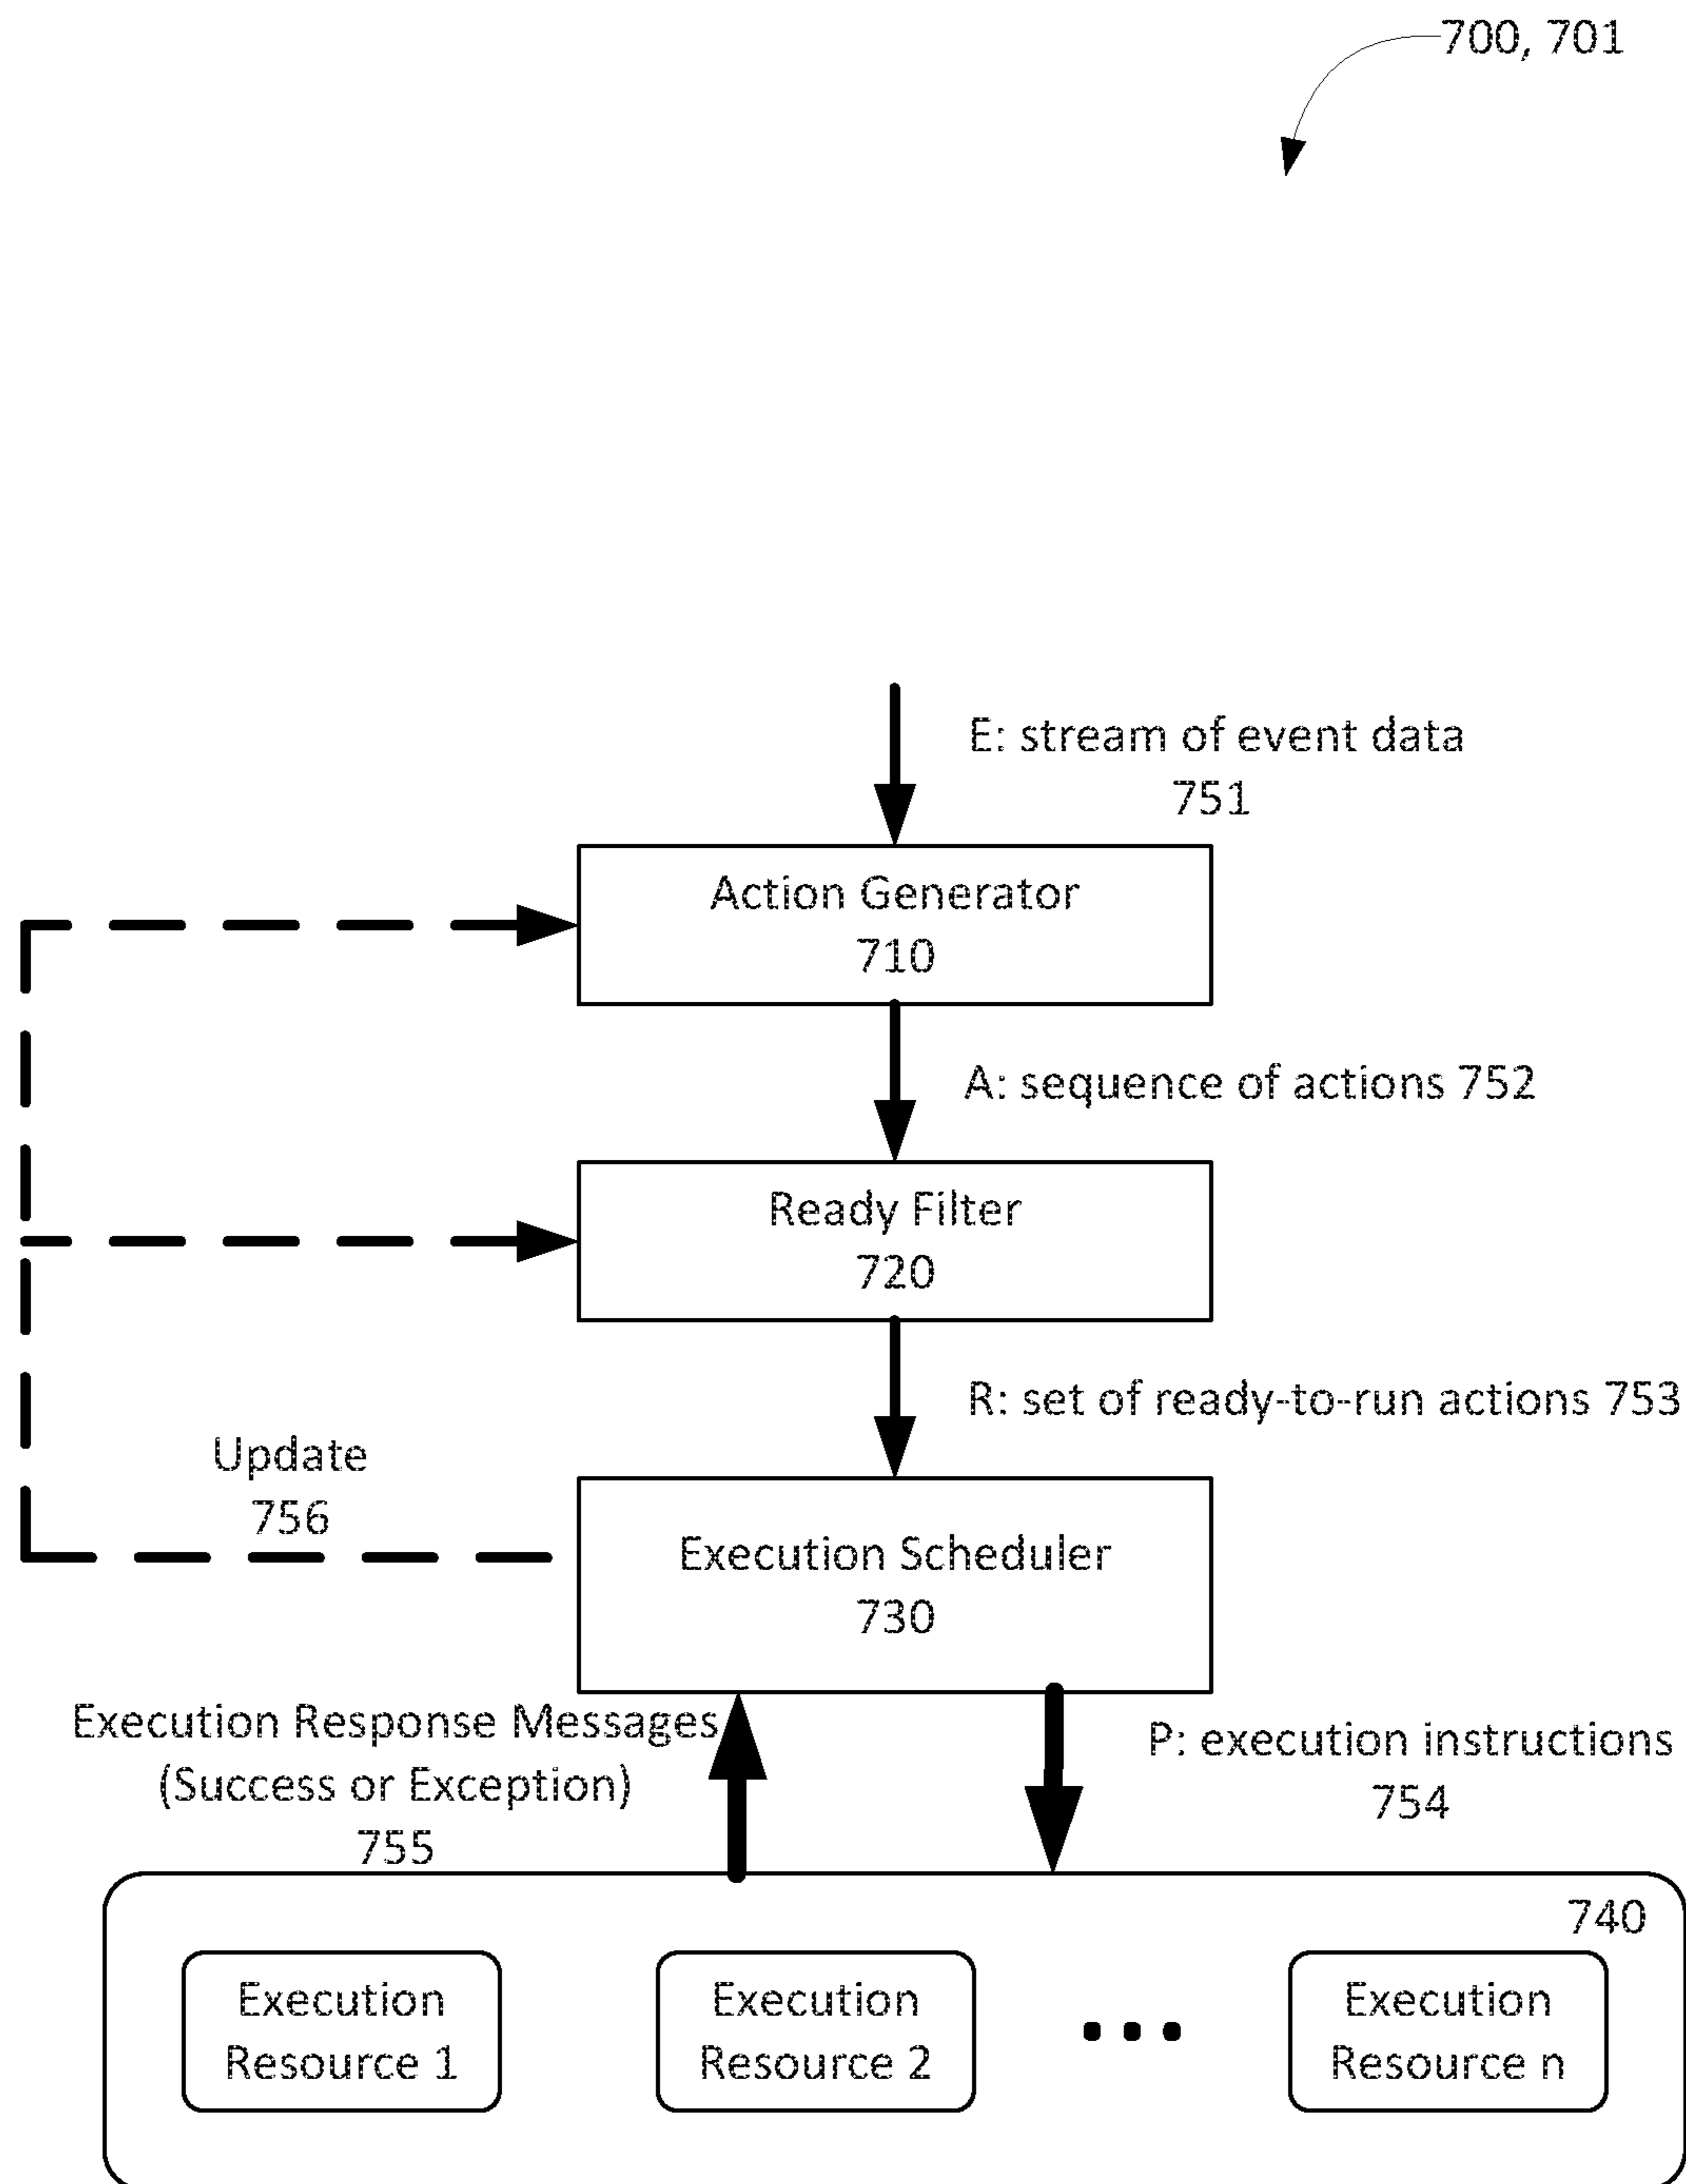 700, 701
E: stream of event data
751
Action Generator
710
A: sequence of actions 752
Ready Filter
720
R: set of ready-to-run actions 753
Update
756
Execution Scheduler
730
Execution Response Messages
(Success or Exception)
755
P: execution instructions
754
740
Execution
Resource 1
Execution
Resource 2
Execution
Resource n